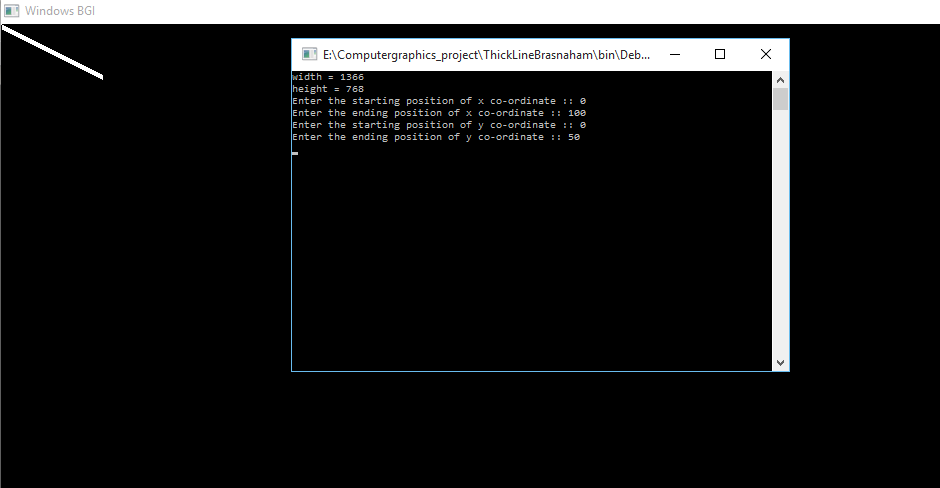 Windows BGI
E:\Computergraphics_project\ThickLineBrasnaham\bin\Deb...
width = 1366
height = 768
Enter the starting position of x co-ordinate :: 0
Enter the ending position of x co-ordinate :: 100
Enter the starting position of y co-ordinate :: 0
Enter the ending position of y co-ordinate :: 50